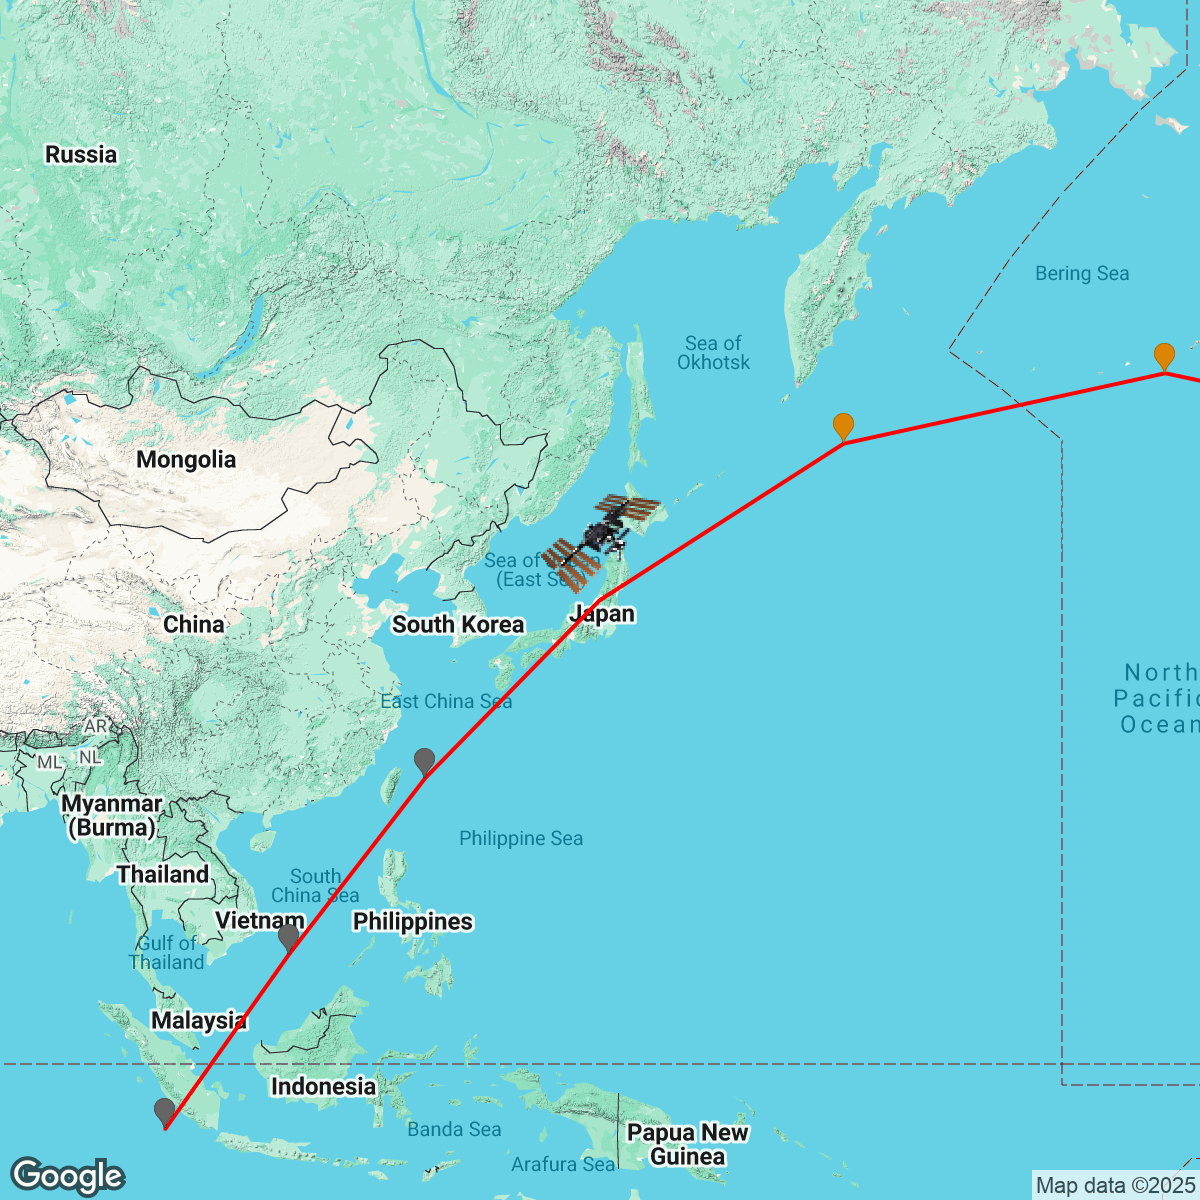 Russia
Bering Sea
Sea of
Okhotsk
Mongolia
Sea of
(East Sea)
Japan
China
South Korea
North
Pacific
Ocean
East China Sea
AR
NL
ML
Myanmar
(Burma)
Philippine Sea
Thailand
South
China Sea
Vietnam
Philippines
Gulf of
Thailand
Malaysia
Indonesia
Banda Sea
Papua New
Guinea
Arafura Sea
Google
Map data ©2025